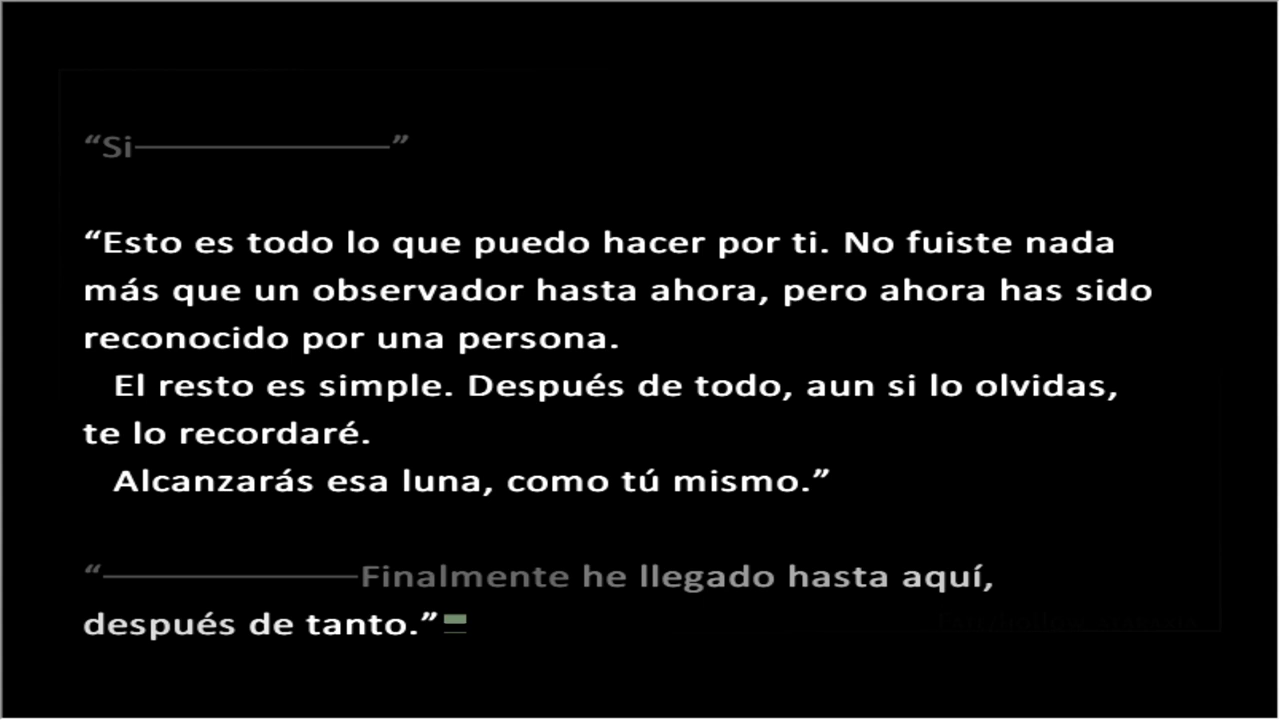 “Si————————”
“Esto es todo lo que puedo hacer por ti. No fuiste nada
más que un observador hasta ahora, pero ahora has sido
reconocido por una persona.
El resto es simple. Después de todo, aun si lo olvidas,
te lo recordaré.
Alcanzarás esa luna, como tú mismo.”
“————————Finalmente he llegado hasta aquí,
después de tanto.”